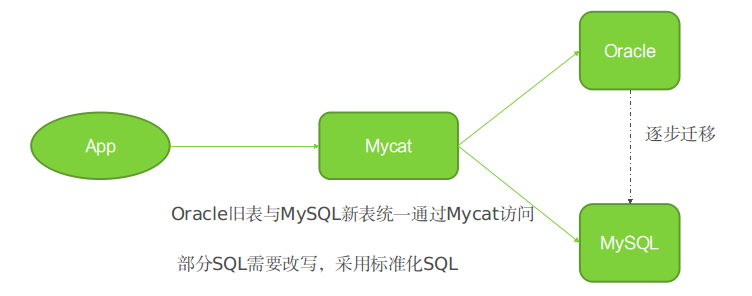 Oracle
App
Mycat
逐步迁移
Oracle旧表与MySQL新表统一通过Mycat访问
MySQL
部分SQL需要改写，采用标准化SQL